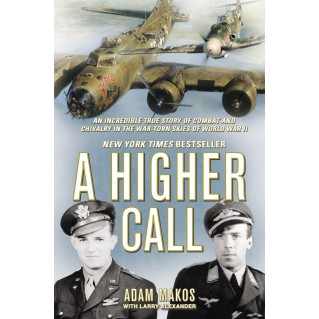 AN INCREDIBLE TRUE STORY OF COMBAT AND
CHIVALRY IN THE WAR-TORN SKIES OF WORLD WAR II
NEW YORK TIMES BESTSELLER
A HIGHER
CALL
ADAM MAKOS
WITH LARRY ALEXANDER